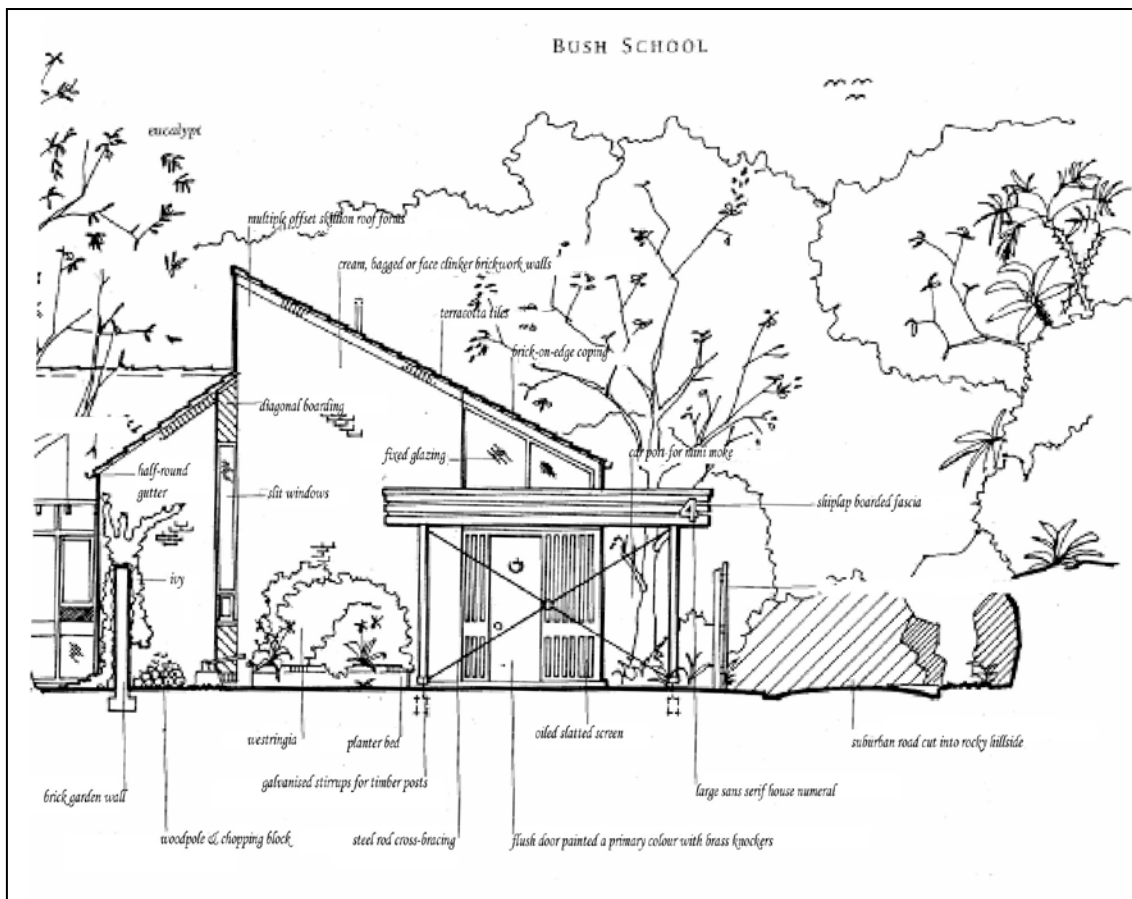 BUSH SCHOOL
eucalypt
multiple offset skillion roof forms
cream, bagged or face clinker brickwork walls
terracotta tiles
brick-on-edge coping
diagonal boarding
car port for mini moke
fixed glazing
half-round
gutter
slit windows
shiplap boarded fascia
4
ivy
westringia
planter bed
oiled slatted screen
suburban road cut into rocky hillside
galvanised stirrups for timber posts
brick garden wall
large sans serif house numeral
woodpole & chopping block
steel rod cross-bracing
flush door painted a primary colour with brass knockers